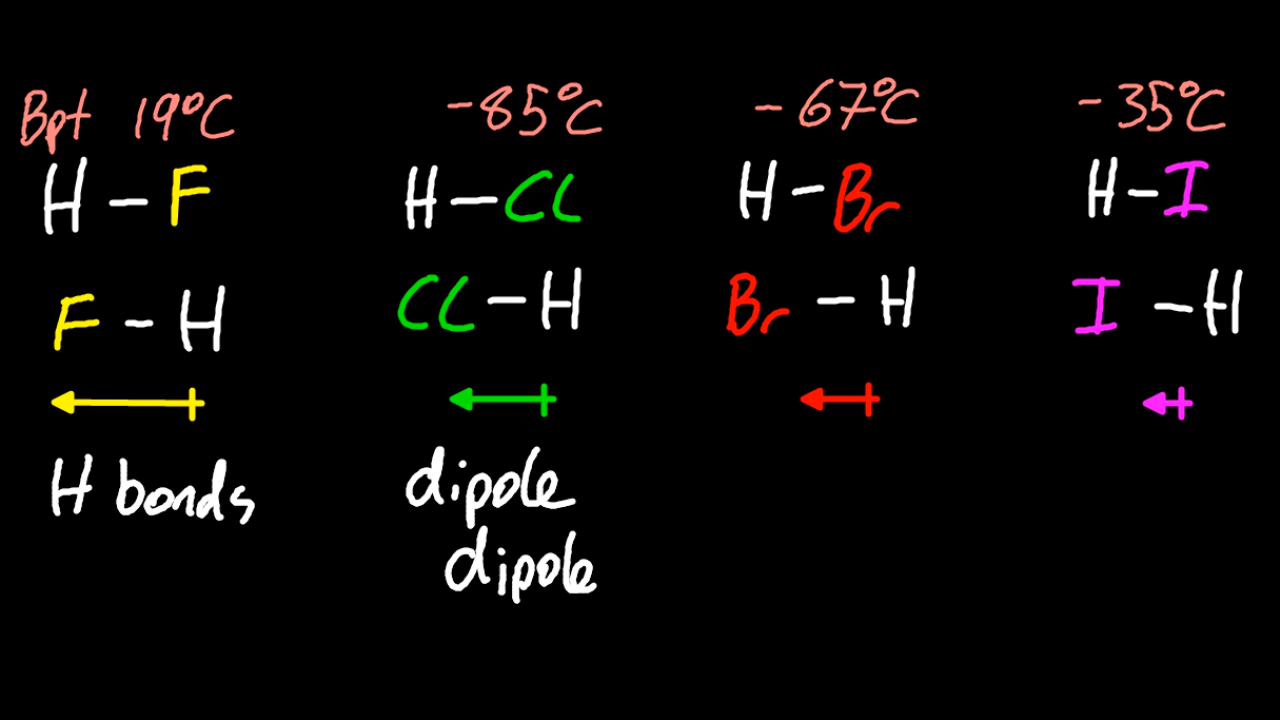 Bpt 19°C -85°C -67°C -35°C
H-F H-Cl H-Br H-I
F-H Cl-H Br-H I-H
H bonds dipole
dipole